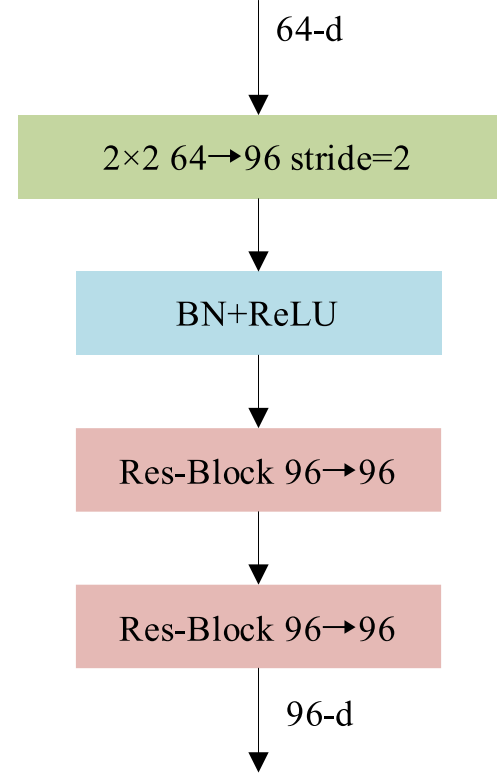 64-d
2×2 64→96 stride=2
BN+ReLU
Res-Block 96→96
Res-Block 96→96
96-d